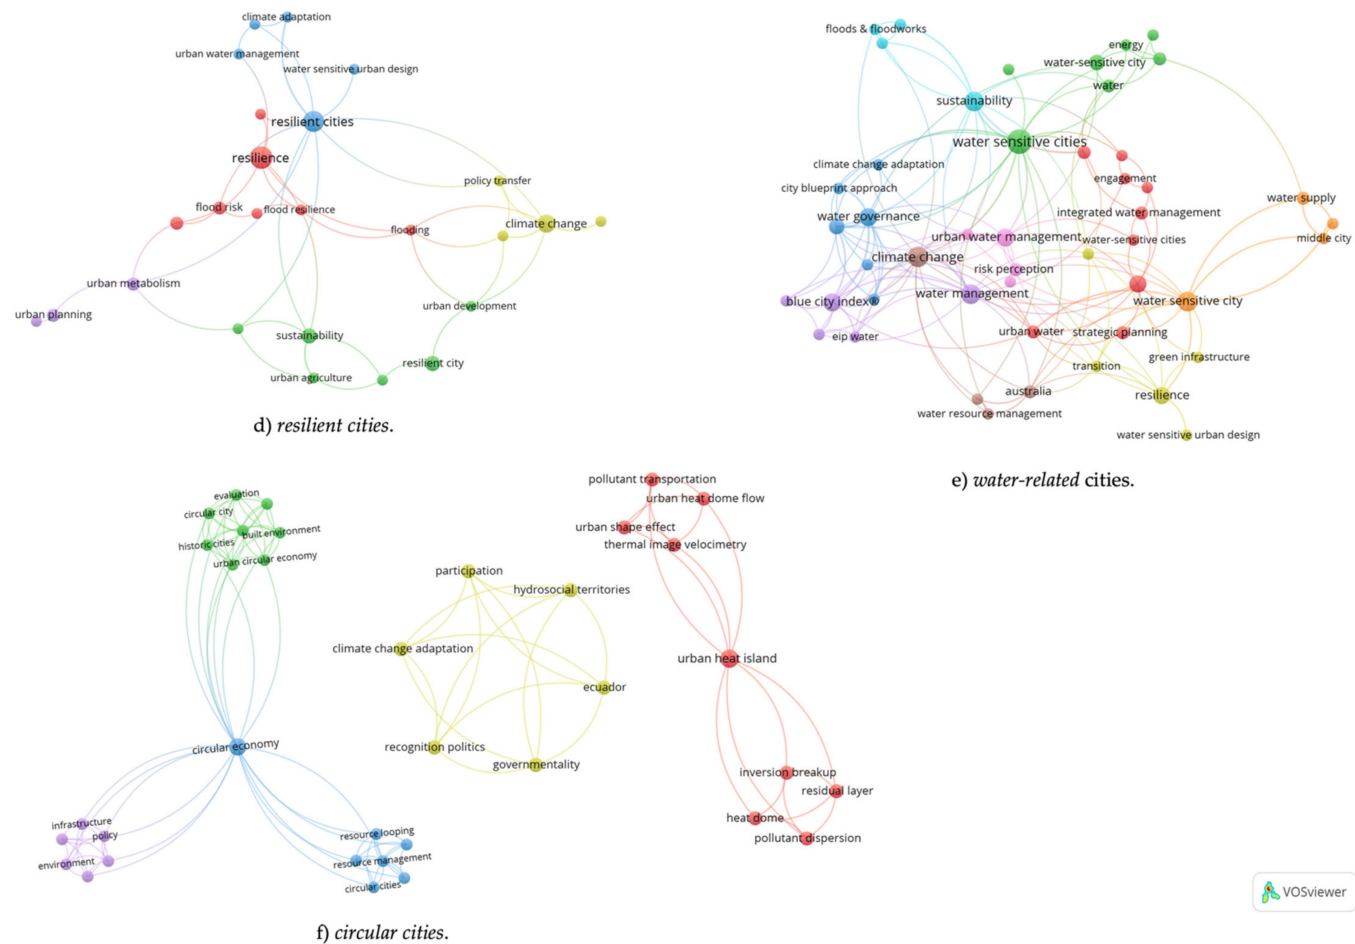 climate adaptation
urban water management
water sensitive urban design
resilient cities
resilience
policy transfer
flood risk
flood resilience
climate change
flooding
urban metabolism
urban development
urban planning
sustainability
resilient city
urban agriculture
d) resilient cities.
floods & floodworks
energy
water-sensitive city
water
sustainability
water sensitive cities
climate change adaptation
engagement
city blueprint approach
water supply
water governance
integrated water management
urban water management
water-sensitive cities
middle city
climate change
risk perception
blue city index®
water management
water sensitive city
urban water
strategic planning
eip water
green infrastructure
transition
australia
resilience
water resource management
water sensitive urban design
e) water-related cities.
evaluation
circular city
built environment
historic cities
urban circular economy
circular economy
infrastructure
policy
environment
resource looping
resource management
circular cities
participation
hydrosocial territories
climate change adaptation
ecuador
recognition politics
governmentality
pollutant transportation
urban heat dome flow
urban shape effect
thermal image velocimetry
urban heat island
inversion breakup
residual layer
heat dome
pollutant dispersion
f) circular cities.
VOSviewer